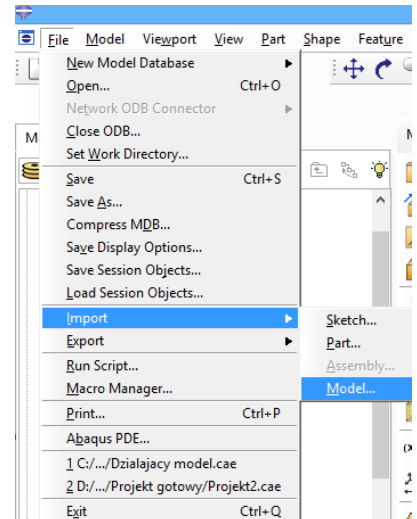 File Model Viewport View Part Shape Feature
New Model Database
Open... Ctrl+O
Network ODB Connector
Close ODB...
Set Work Directory...
Save Ctrl+S
Save As...
Compress MDB...
Save Display Options...
Save Session Objects...
Load Session Objects...
Import
Sketch...
Export
Part...
Run Script...
Assembly...
Macro Manager...
Model...
Print... Ctrl+P
Abaqus PDE...
1 C:/.../Dzialajacy model.cae
2 D:/.../Projekt gotowy/Projekt2.cae
Exit Ctrl+Q